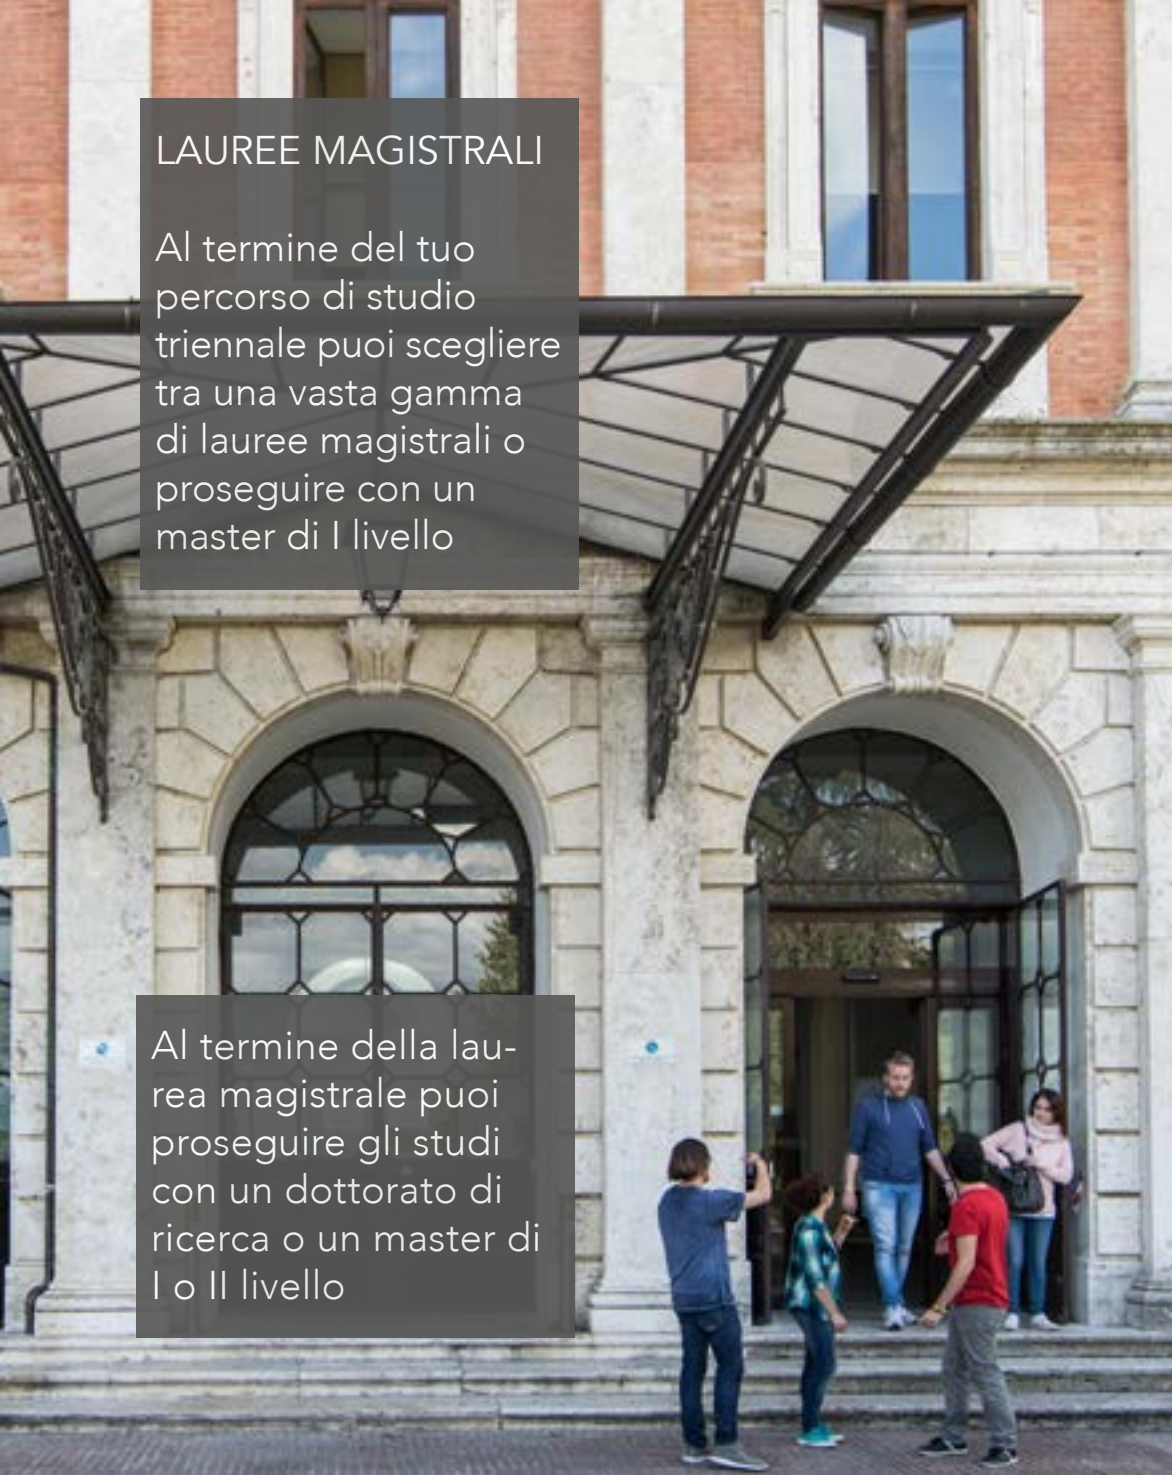 LAUREE MAGISTRALI
Al termine del tuo
percorso di studio
triennale puoi scegliere
tra una vasta gamma
di lauree magistrali o
proseguire con un
master di I livello
Al termine della lau-
rea magistrale puoi
proseguire gli studi
con un dottorato di
ricerca o un master di
I o II livello